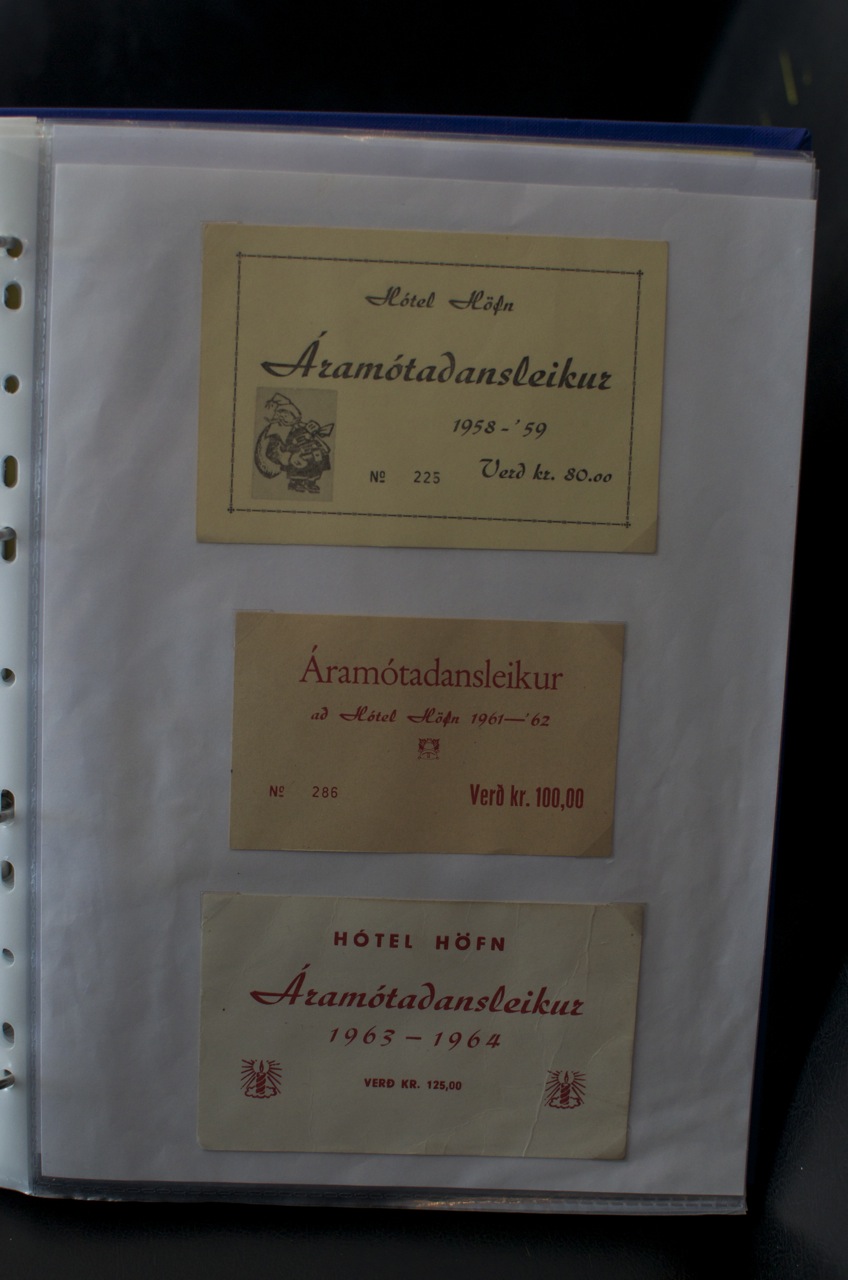 Hótel Höfn
Áramótadansleikur
1958-'59
Nº 225 Verð kr. 80.00
Áramótadansleikur
að Hótel Höfn 1961—'62
Nº 286 Verð kr. 100,00
HÓTEL HÖFN
Áramótadansleikur
1963 — 1964
VERÐ KR. 125,00